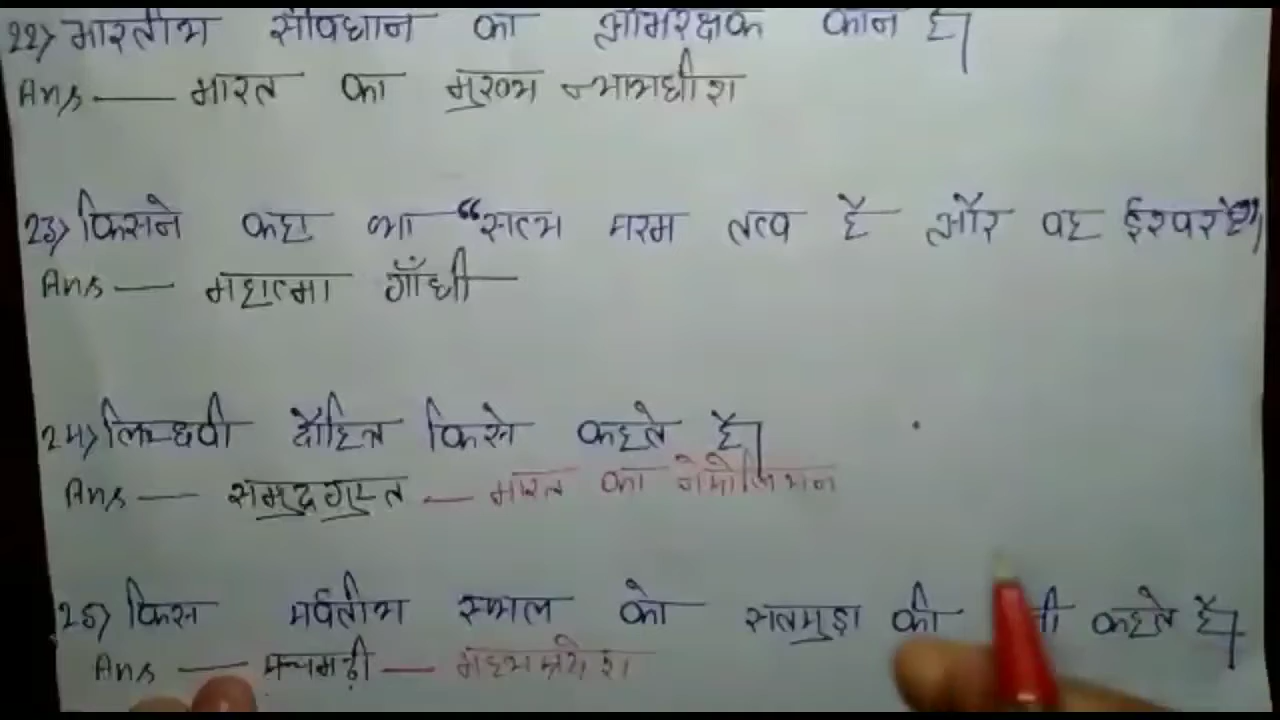 22) भारतीय संविधान का अभिरक्षक कौन है।
Ans — भारत का मुख्य न्यायधीश
23) किसने कहा था "सत्य परम तत्व है और वह ईश्वर है"।
Ans — महात्मा गाँधी
24) लिच्छवी दौहित्र किसे कहते है।
Ans — समुद्रगुप्त — भारत का नेपोलियन
25) किस पर्वतीय स्थल को सतपुड़ा की कहते है।
Ans — पचमढ़ी — मध्यप्रदेश